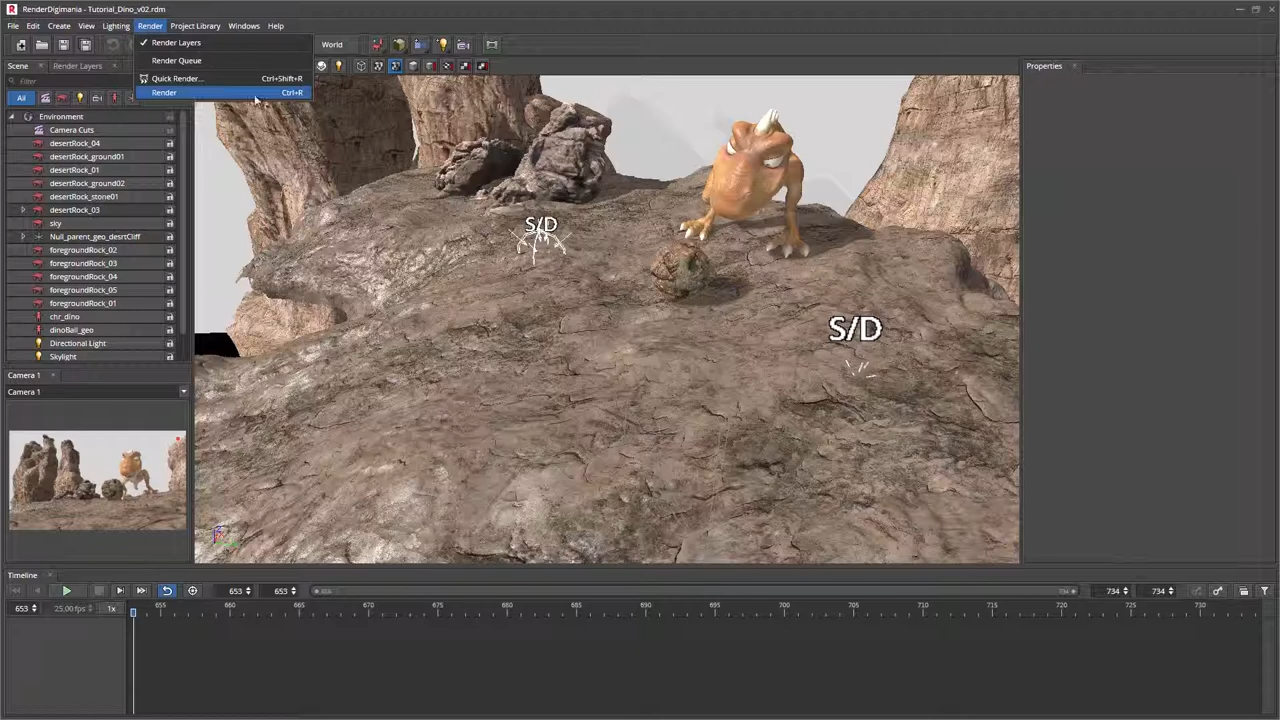 RenderDigimania - Tutorial_Dino_v02.rdm
File Edit Create View Lighting Render Project Library Windows Help
Render Layers
Render Queue
Quick Render... Ctrl+Shift+R
Render Ctrl+R
World
Scene Render Layers
Filter
All
Environment
Camera Cuts
desertRock_04
desertRock_ground01
desertRock_01
desertRock_ground02
desertRock_stone01
desertRock_03
sky
Null_parent_geo_desrtCliff
foregroundRock_02
foregroundRock_03
foregroundRock_04
foregroundRock_05
foregroundRock_01
chr_dino
dinoBall_geo
Directional Light
Skylight
Camera 1
Camera 1
S/D
S/D
Properties
Timeline
653 653 734 734
653 25.00 fps 1x 655 660 665 670 675 680 685 690 695 700 705 710 715 720 725 730